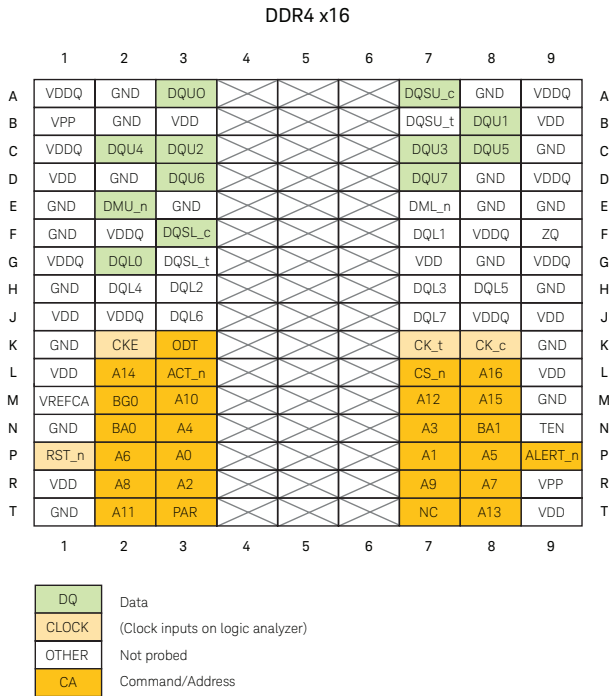 DDR4 x16
1 2 3 4 5 6 7 8 9
A VDDQ GND DQU0 DQSU_c GND VDDQ A
B VPP GND VDD DQSU_t DQU1 VDD B
C VDDQ DQU4 DQU2 DQU3 DQU5 GND C
D VDD GND DQU6 DQU7 GND VDDQ D
E GND DMU_n GND DML_n GND GND E
F GND VDDQ DQSL_c DQL1 VDDQ ZQ F
G VDDQ DQL0 DQSL_t VDD GND VDDQ G
H GND DQL4 DQL2 DQL3 DQL5 GND H
J VDD VDDQ DQL6 DQL7 VDDQ VDD J
K GND CKE ODT CK_t CK_c GND K
L VDD A14 ACT_n CS_n A16 VDD L
M VREFCA BG0 A10 A12 A15 GND M
N GND BA0 A4 A3 BA1 TEN N
P RST_n A6 A0 A1 A5 ALERT_n P
R VDD A8 A2 A9 A7 VPP R
T GND A11 PAR NC A13 VDD T
1 2 3 4 5 6 7 8 9
DQ Data
CLOCK (Clock inputs on logic analyzer)
OTHER Not probed
CA Command/Address